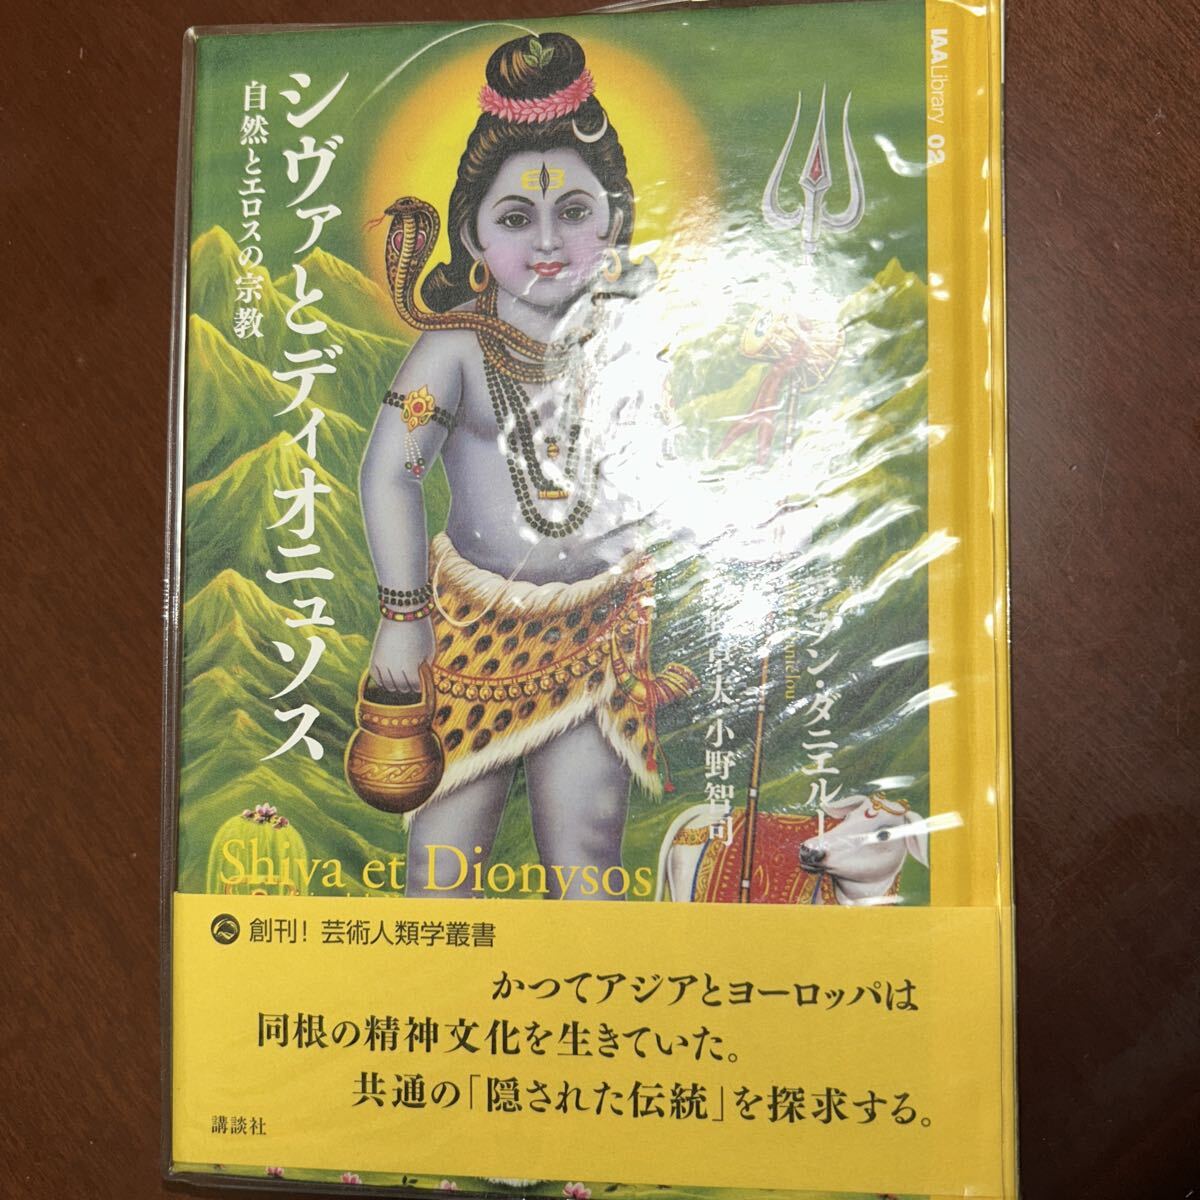 IAA Library 02
シヴァとディオニュソス
自然とエロスの宗教
ラン・ダニエルー
太・小野智司
Shiva et Dionysos
創刊！ 芸術人類学叢書
かつてアジアとヨーロッパは
同根の精神文化を生きていた。
共通の「隠された伝統」を探求する。
講談社